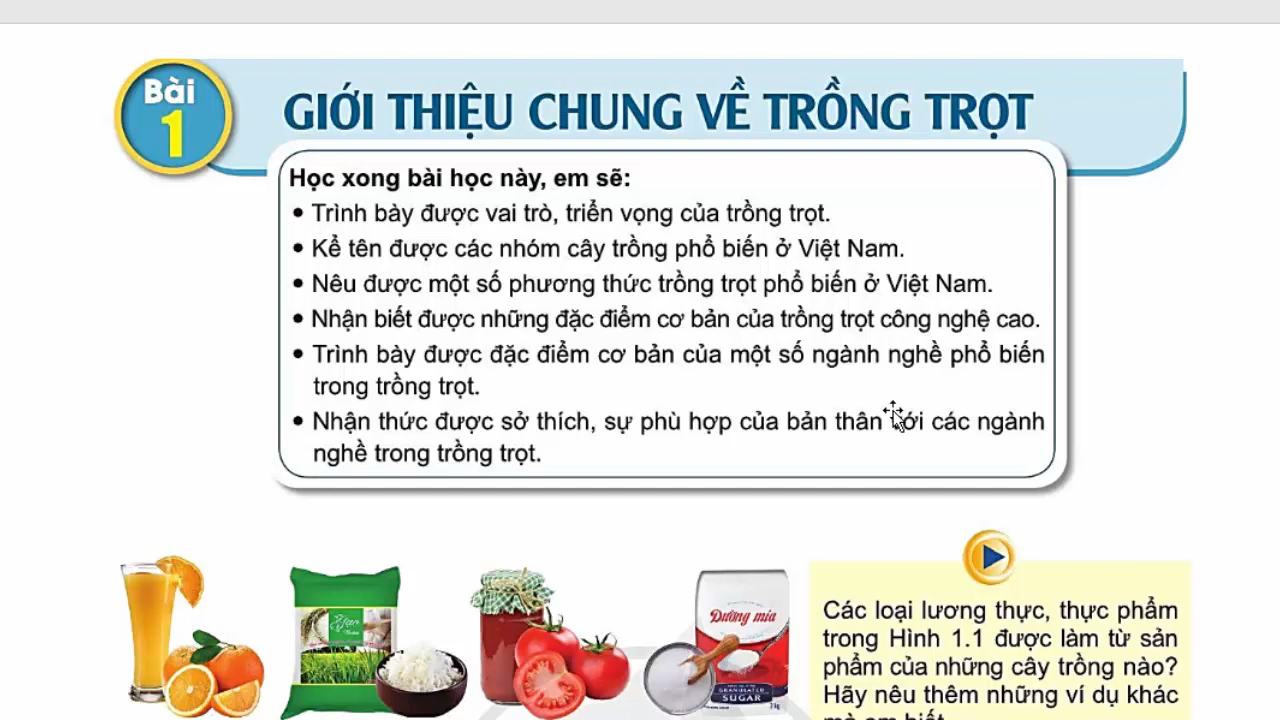 Bài
1
GIỚI THIỆU CHUNG VỀ TRỒNG TRỌT
Học xong bài học này, em sẽ:
• Trình bày được vai trò, triển vọng của trồng trọt.
• Kể tên được các nhóm cây trồng phổ biến ở Việt Nam.
• Nêu được một số phương thức trồng trọt phổ biến ở Việt Nam.
• Nhận biết được những đặc điểm cơ bản của trồng trọt công nghệ cao.
• Trình bày được đặc điểm cơ bản của một số ngành nghề phổ biến
trong trồng trọt.
• Nhận thức được sở thích, sự phù hợp của bản thân với các ngành
nghề trong trồng trọt.
Đường mía
GRANULATED
SUGAR
Các loại lương thực, thực phẩm
trong Hình 1.1 được làm từ sản
phẩm của những cây trồng nào?
Hãy nêu thêm những ví dụ khác
mà em biết